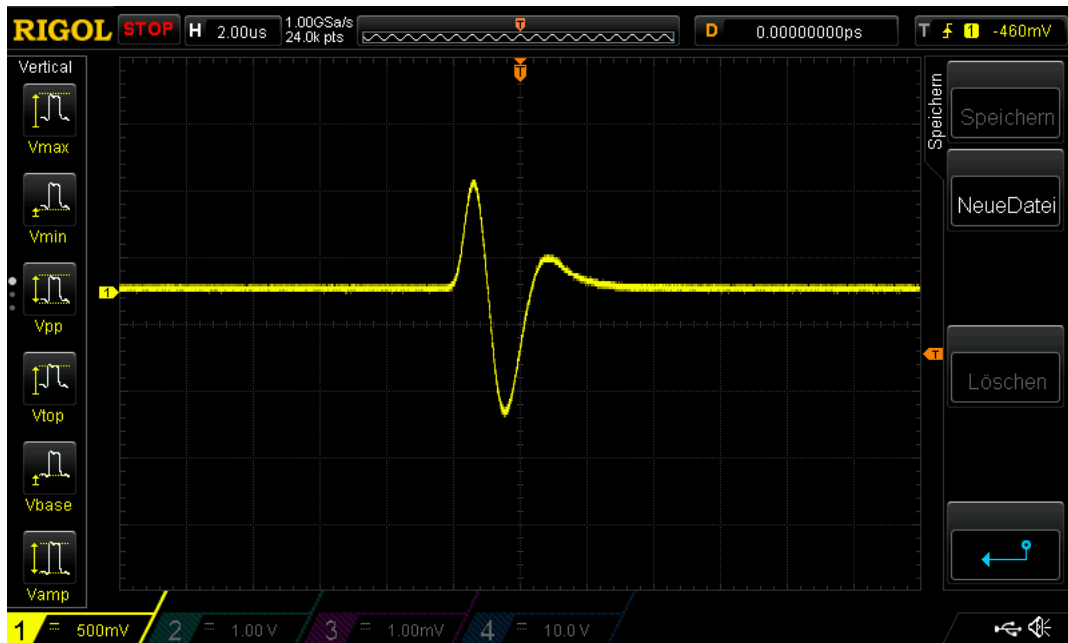 RIGOL STOP H 2.00us 1.00GSa/s 24.0k pts T D 0.00000000ps T 1 -460mV
Vertical
Vmax
Vmin
Vpp
Vtop
Vbase
Vamp
T
1
T
Speichern
Speichern
NeueDatei
Löschen
1 = 500mV 2 = 1.00 V 3 = 1.00mV 4 = 10.0 V